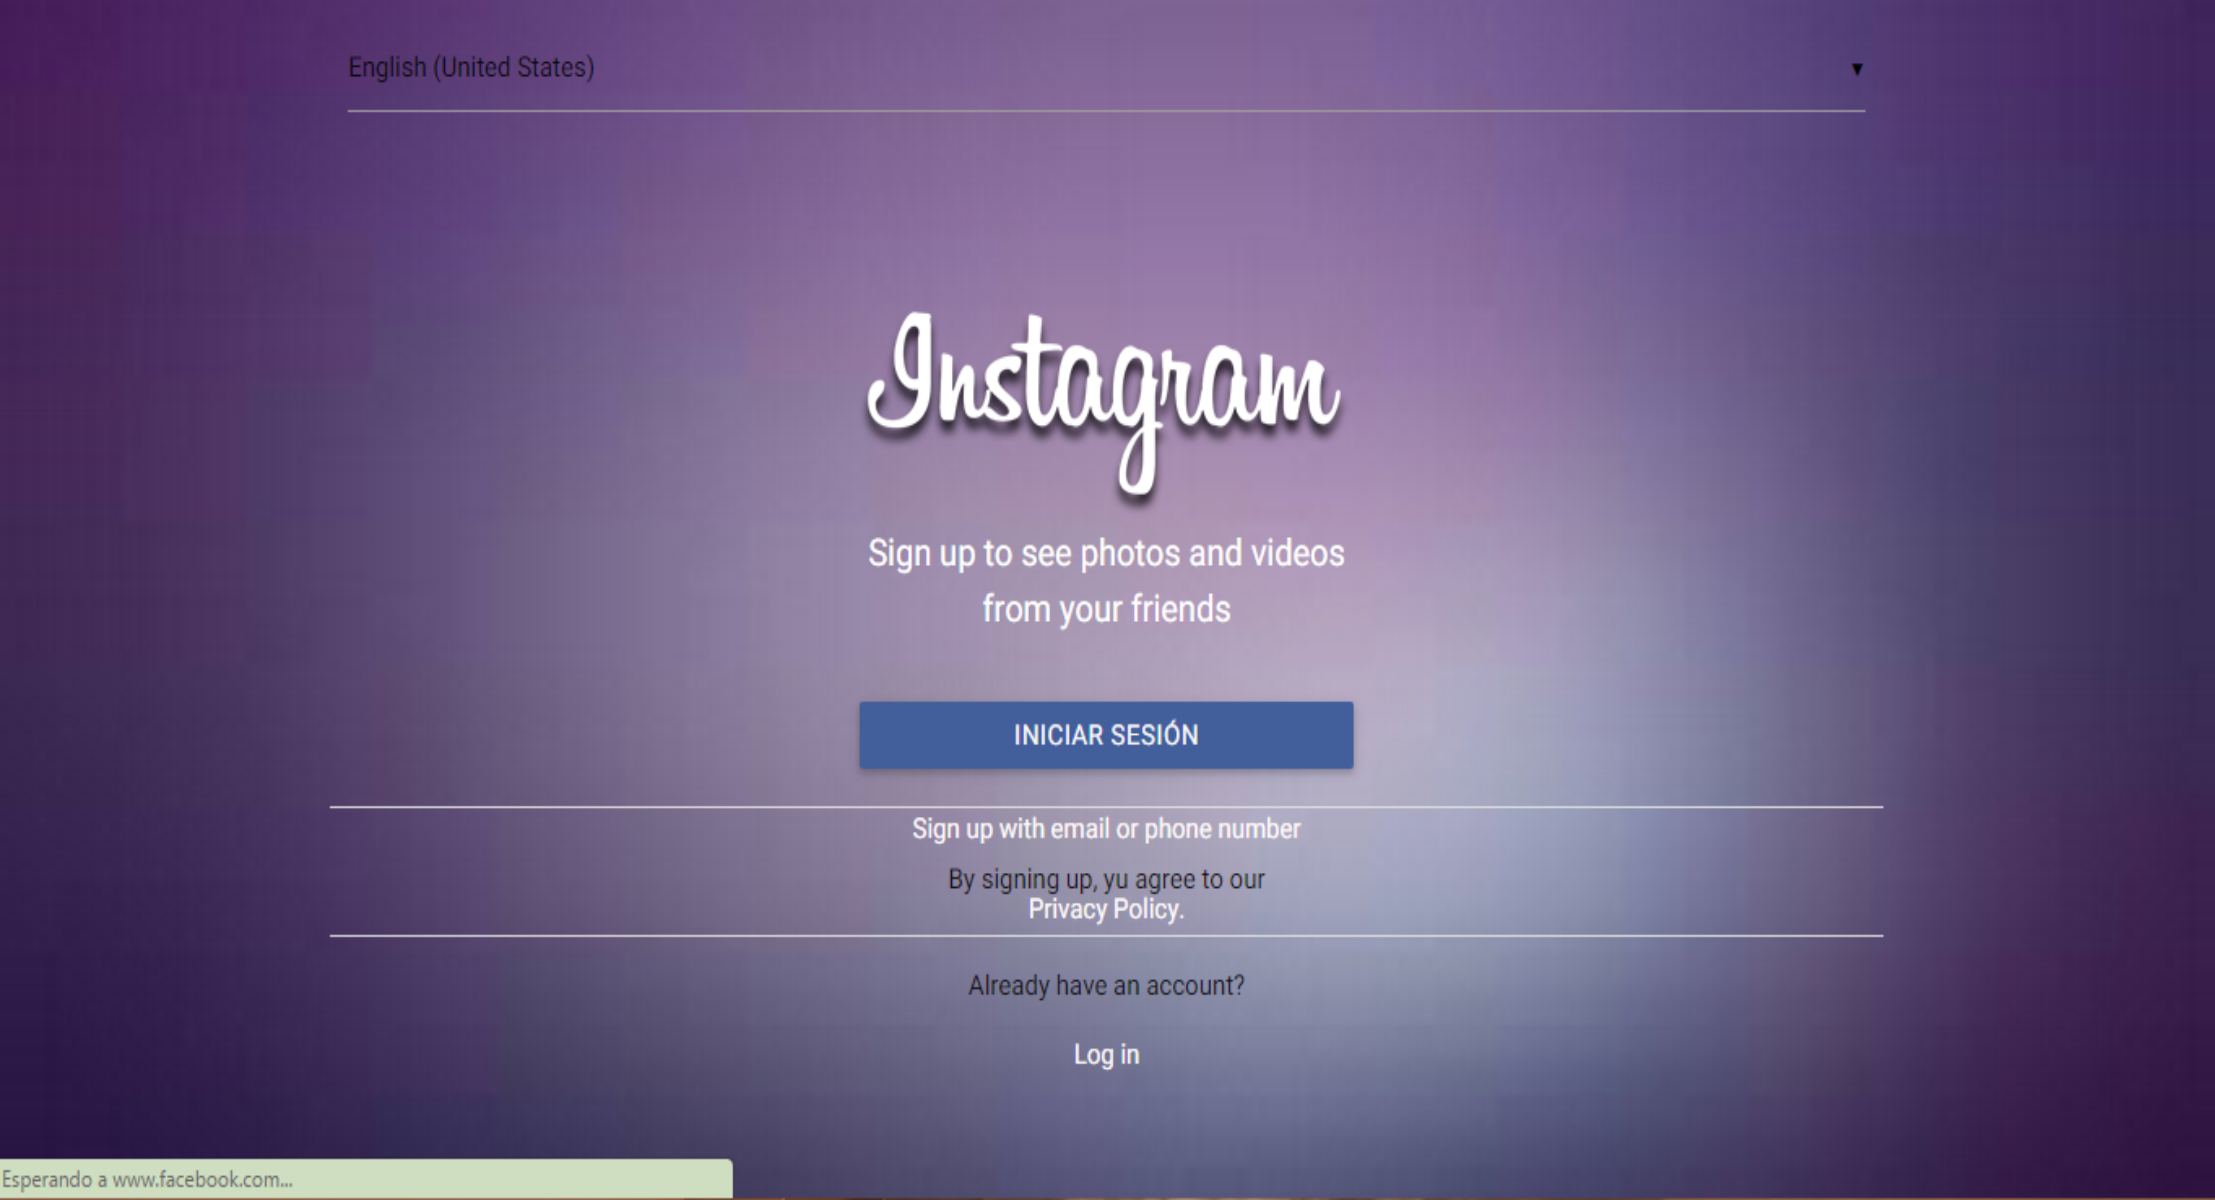 English (United States)
▼
Instagram
Sign up to see photos and videos
from your friends
INICIAR SESIÓN
Sign up with email or phone number
By signing up, yu agree to our
Privacy Policy.
Already have an account?
Log in
Esperando a www.facebook.com...